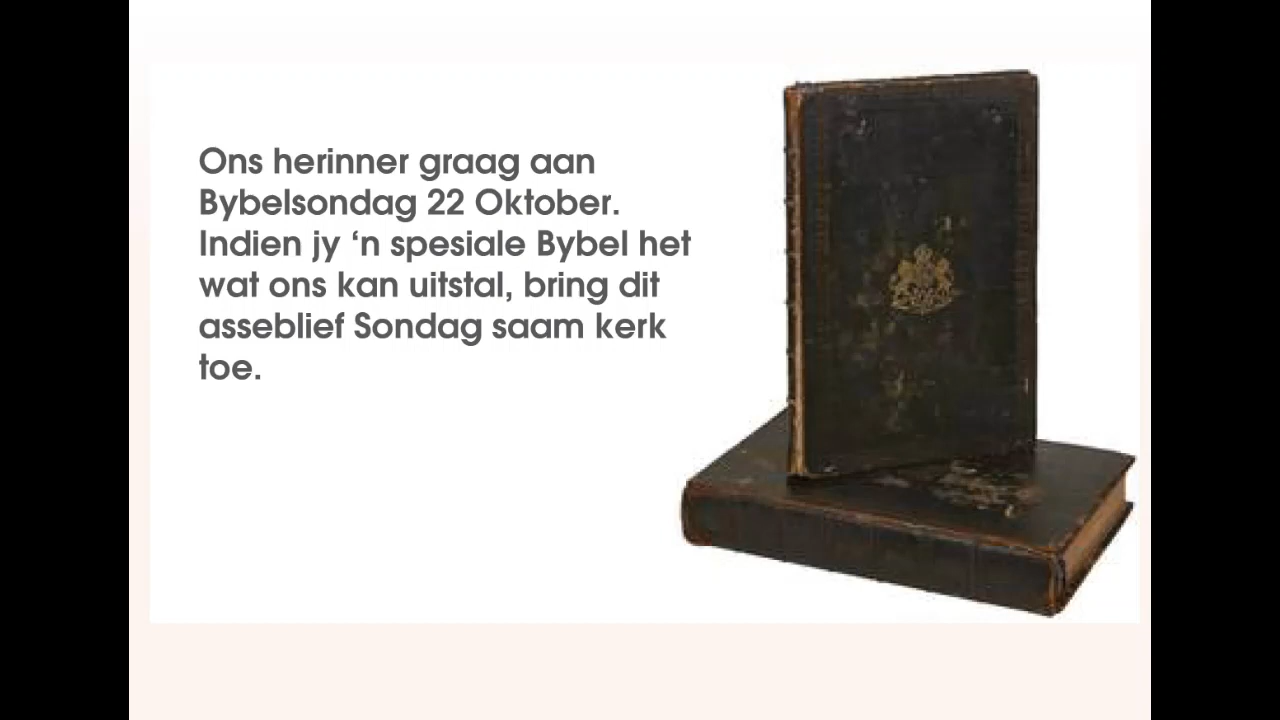 Ons herinner graag aan
Bybelsondag 22 Oktober.
Indien jy ‘n spesiale Bybel het
wat ons kan uitstal, bring dit
asseblief Sondag saam kerk
toe.